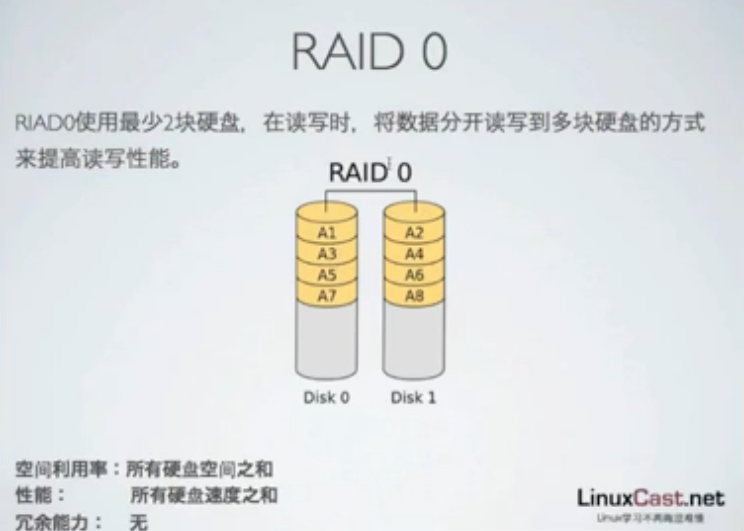 RAID 0
RIAD0使用最少2块硬盘，在读写时，将数据分开读写到多块硬盘的方式
来提高读写性能。
RAID 0
A1 A2
A3 A4
A5 A6
A7 A8
Disk 0 Disk 1
空间利用率：所有硬盘空间之和
性能： 所有硬盘速度之和
冗余能力： 无
LinuxCast.net
Linux学习不再